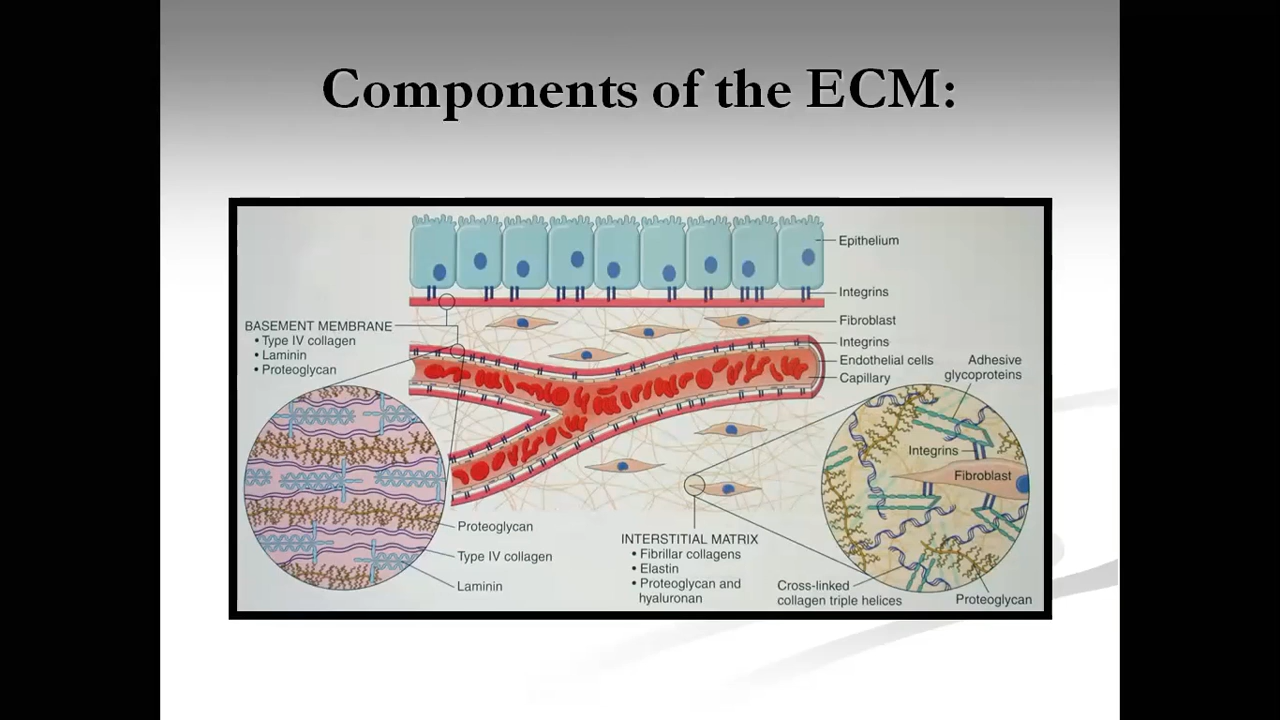 Components of the ECM:
Epithelium
Integrins
Fibroblast
Integrins
Endothelial cells
Capillary
Adhesive
glycoproteins
BASEMENT MEMBRANE
• Type IV collagen
• Laminin
• Proteoglycan
Integrins
Fibroblast
Proteoglycan
Type IV collagen
Laminin
INTERSTITIAL MATRIX
• Fibrillar collagens
• Elastin
• Proteoglycan and
hyaluronan
Cross-linked
collagen triple helices
Proteoglycan